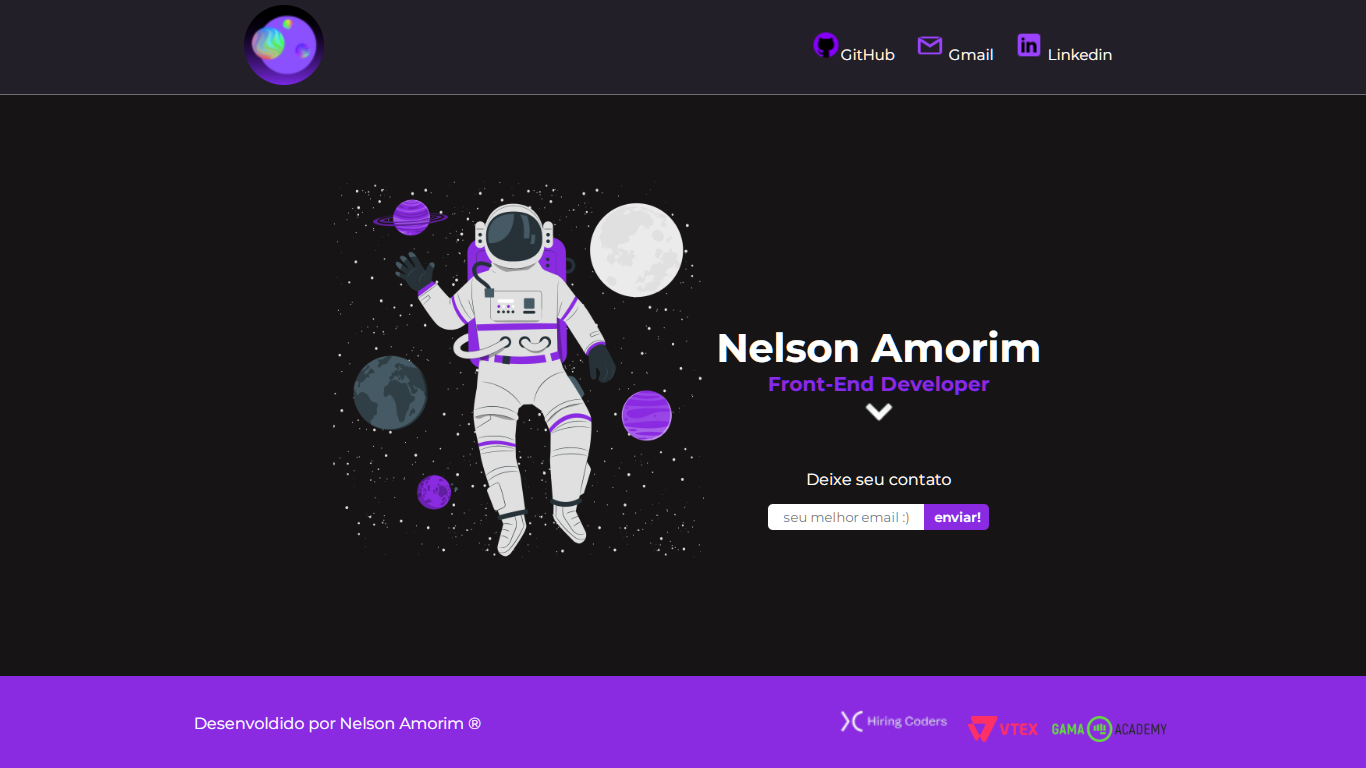 GitHub
Gmail
Linkedin
Nelson Amorim
Front-End Developer
Deixe seu contato
seu melhor email :)
enviar!
Desenvoldido por Nelson Amorim ®
Hiring Coders
VTEX
GAMA ACADEMY